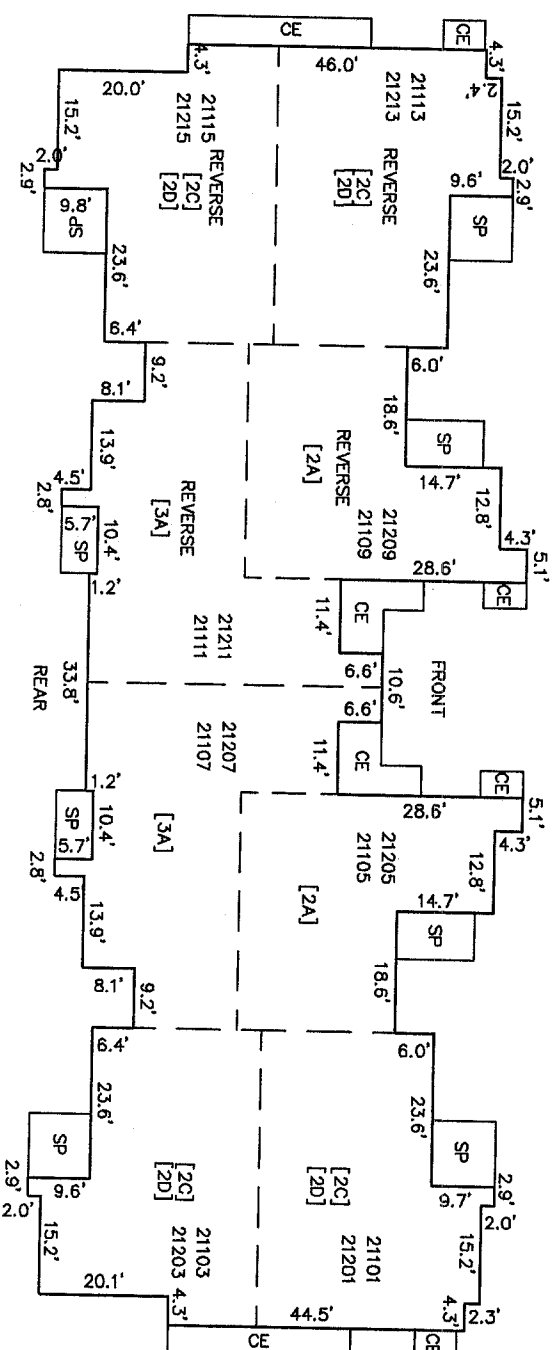 CE
CE
4.3'
46.0'
4.3'
2.4'
20.0'
15.2'
15.2'
2.0'
2.0'
2.9'
2.9'
21115
21215
REVERSE
[2C]
[2D]
21113
21213
REVERSE
[2C]
[2D]
9.8'
SP
9.6'
SP
23.6'
23.6'
6.4'
6.0'
9.2'
8.1'
18.6'
SP
14.7'
13.9'
4.5'
2.8'
12.8'
4.3'
5.1'
REVERSE
[3A]
REVERSE
[2A]
21209
21109
5.7'
SP
10.4'
1.2'
28.6'
CE
11.4'
CE
21211
21111
6.6'
10.6'
FRONT
6.6'
33.8'
REAR
21207
21107
11.4'
CE
CE
1.2'
28.6'
5.1'
SP
10.4'
5.7'
[3A]
21205
21105
[2A]
4.3'
12.8'
2.8'
4.5
13.9'
14.7'
SP
8.1'
9.2'
18.6'
6.4'
6.0'
23.6'
23.6'
SP
SP
2.9'
9.6'
2.0'
9.7'
2.9'
2.0'
[2C]
[2D]
[2C]
[2D]
15.2'
15.2'
21103
21203
21101
21201
20.1'
4.3'
44.5'
4.3'
2.3'
CE
CE